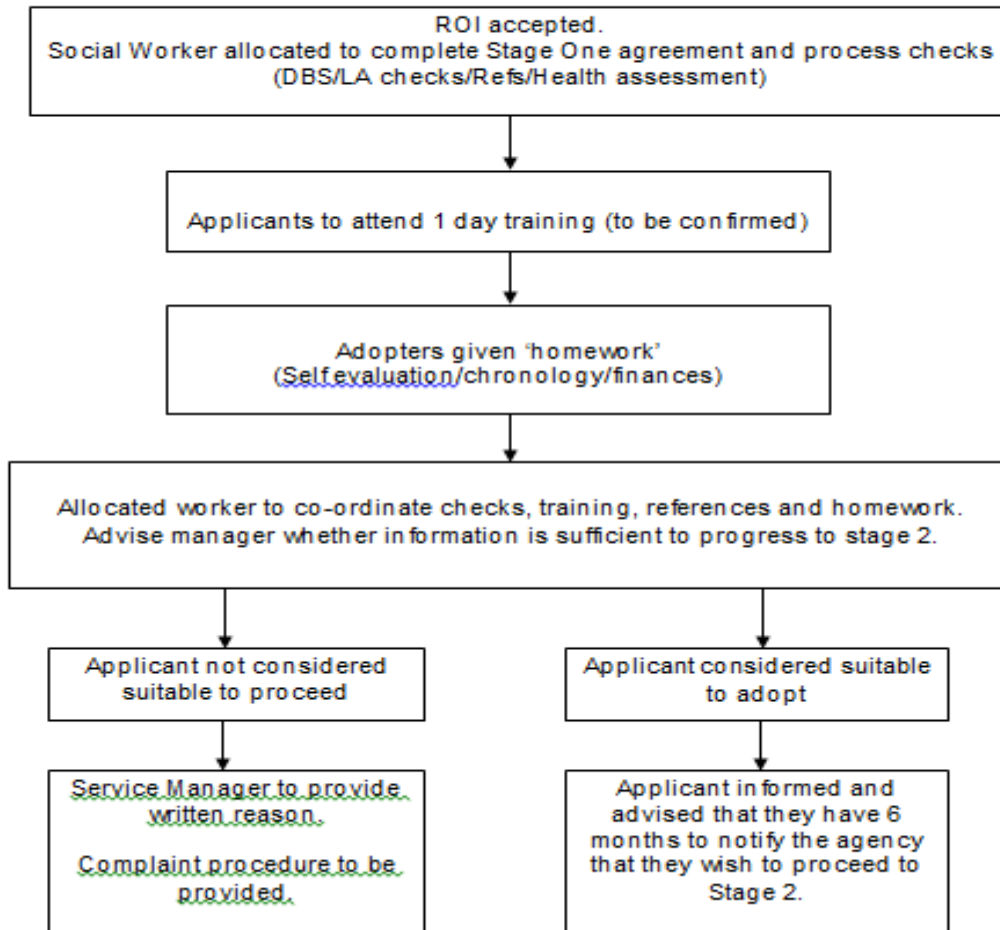 ROI accepted.
Social Worker allocated to complete Stage One agreement and process checks
(DBS/LA checks/Refs/Health assessment)
Applicants to attend 1 day training (to be confirmed)
Adopters given ‘homework’
(Self evaluation/chronology/finances)
Allocated worker to co-ordinate checks, training, references and homework.
Advise manager whether information is sufficient to progress to stage 2.
Applicant not considered
suitable to proceed
Service Manager to provide
written reason.
Complaint procedure to be
provided.
Applicant considered suitable
to adopt
Applicant informed and
advised that they have 6
months to notify the agency
that they wish to proceed to
Stage 2.